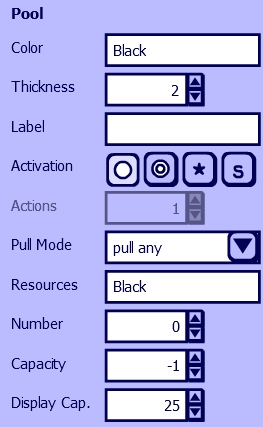 Pool
Color Black
Thickness 2
Label
Activation s
Actions 1
Pull Mode pull any
Resources Black
Number 0
Capacity -1
Display Cap. 25